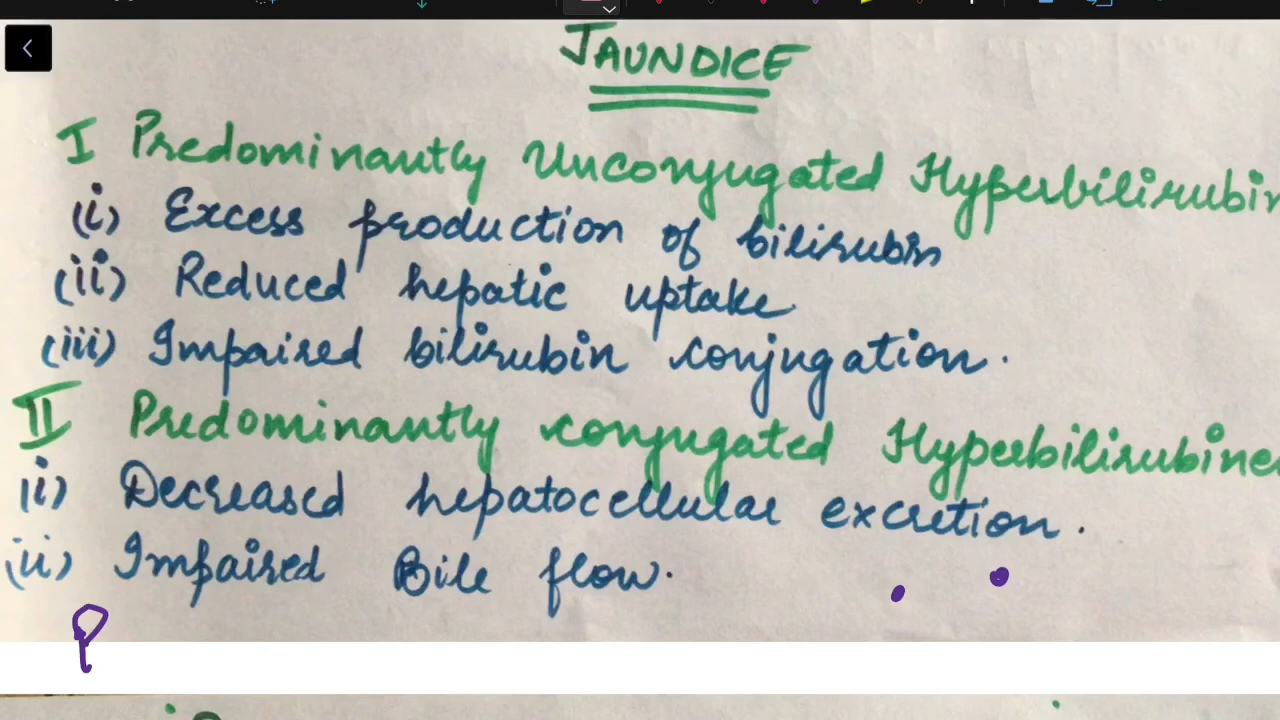 JAUNDICE
I Predominantly Unconjugated Hyperbilirubin
(i) Excess production of bilirubin
(ii) Reduced hepatic uptake
(iii) Impaired bilirubin conjugation.
II Predominantly conjugated Hyperbilirubine
(i) Decreased hepatocellular excretion.
(ii) Impaired Bile flow.
P